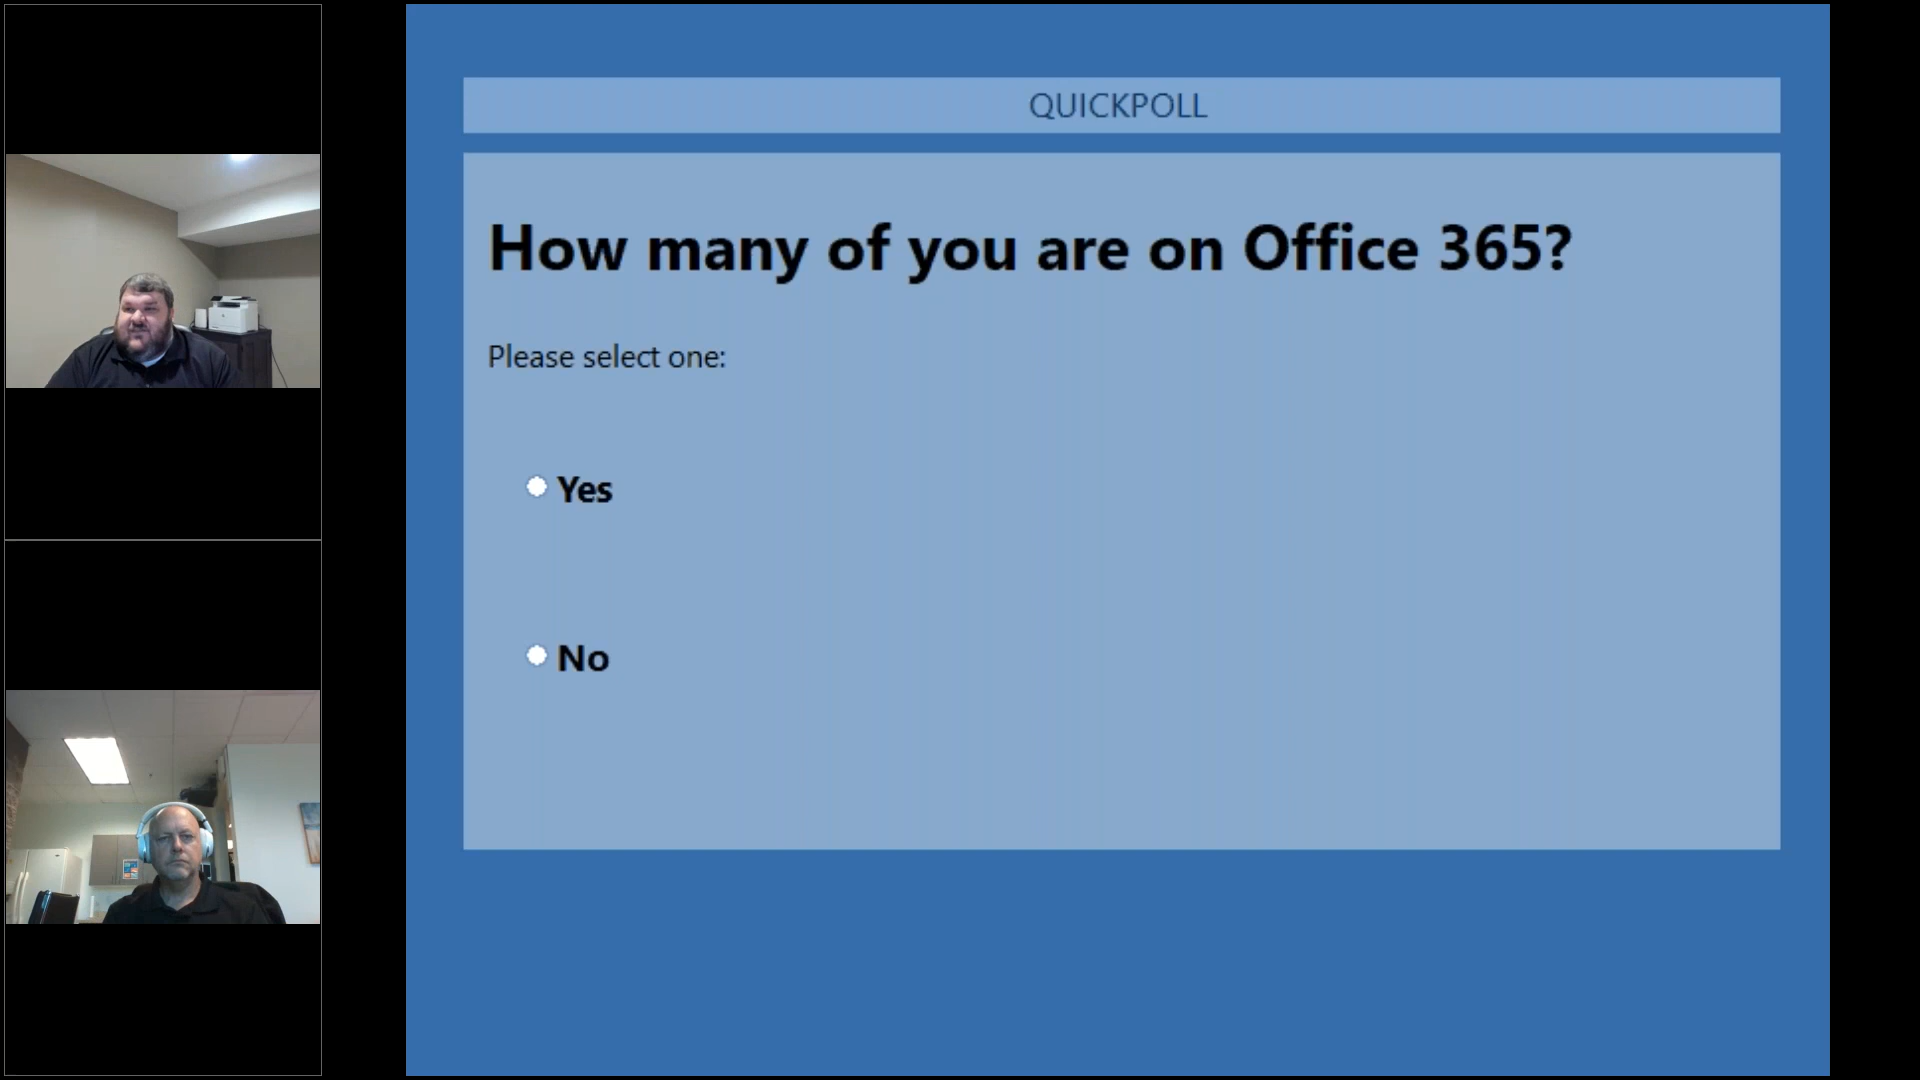 QUICKPOLL
How many of you are on Office 365?
Please select one:
Yes
No